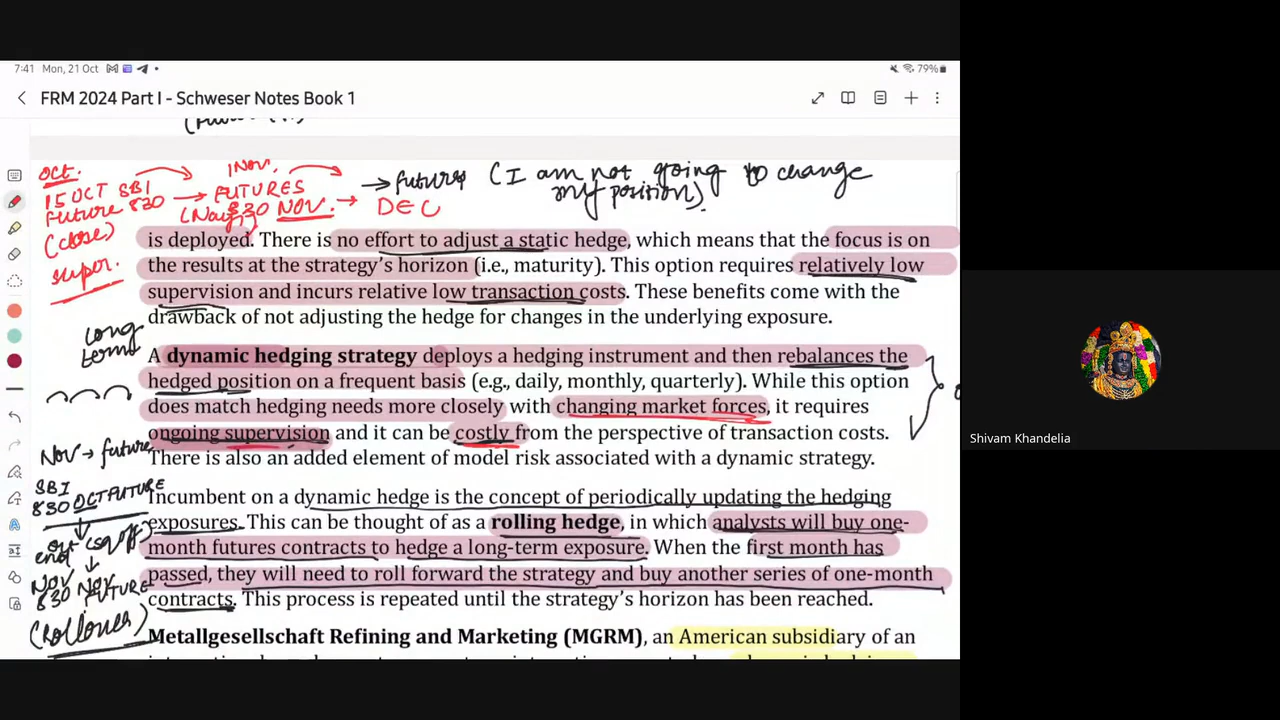 7:41 Mon, 21 Oct
79%
FRM 2024 Part I - Schweser Notes Book 1
OCT.
15 OCT SBI
Future 830
(close)
super.
1 Nov.
FUTURES
830 NOV.
→ futures
DEC
(I am not going to change
my position).
is deployed. There is no effort to adjust a static hedge, which means that the focus is on
the results at the strategy's horizon (i.e., maturity). This option requires relatively low
supervision and incurs relative low transaction costs. These benefits come with the
drawback of not adjusting the hedge for changes in the underlying exposure.
long
term
A dynamic hedging strategy deploys a hedging instrument and then rebalances the
hedged position on a frequent basis (e.g., daily, monthly, quarterly). While this option
does match hedging needs more closely with changing market forces, it requires
ongoing supervision and it can be costly from the perspective of transaction costs.
There is also an added element of model risk associated with a dynamic strategy.
Nov → future
SBI
830 OCT FUTURE
(sq off)
end
NOV NOV
830 FUTURE
(Rollover)
Incumbent on a dynamic hedge is the concept of periodically updating the hedging
exposures. This can be thought of as a rolling hedge, in which analysts will buy one-
month futures contracts to hedge a long-term exposure. When the first month has
passed, they will need to roll forward the strategy and buy another series of one-month
contracts. This process is repeated until the strategy's horizon has been reached.
Metallgesellschaft Refining and Marketing (MGRM), an American subsidiary of an
Shivam Khandelia